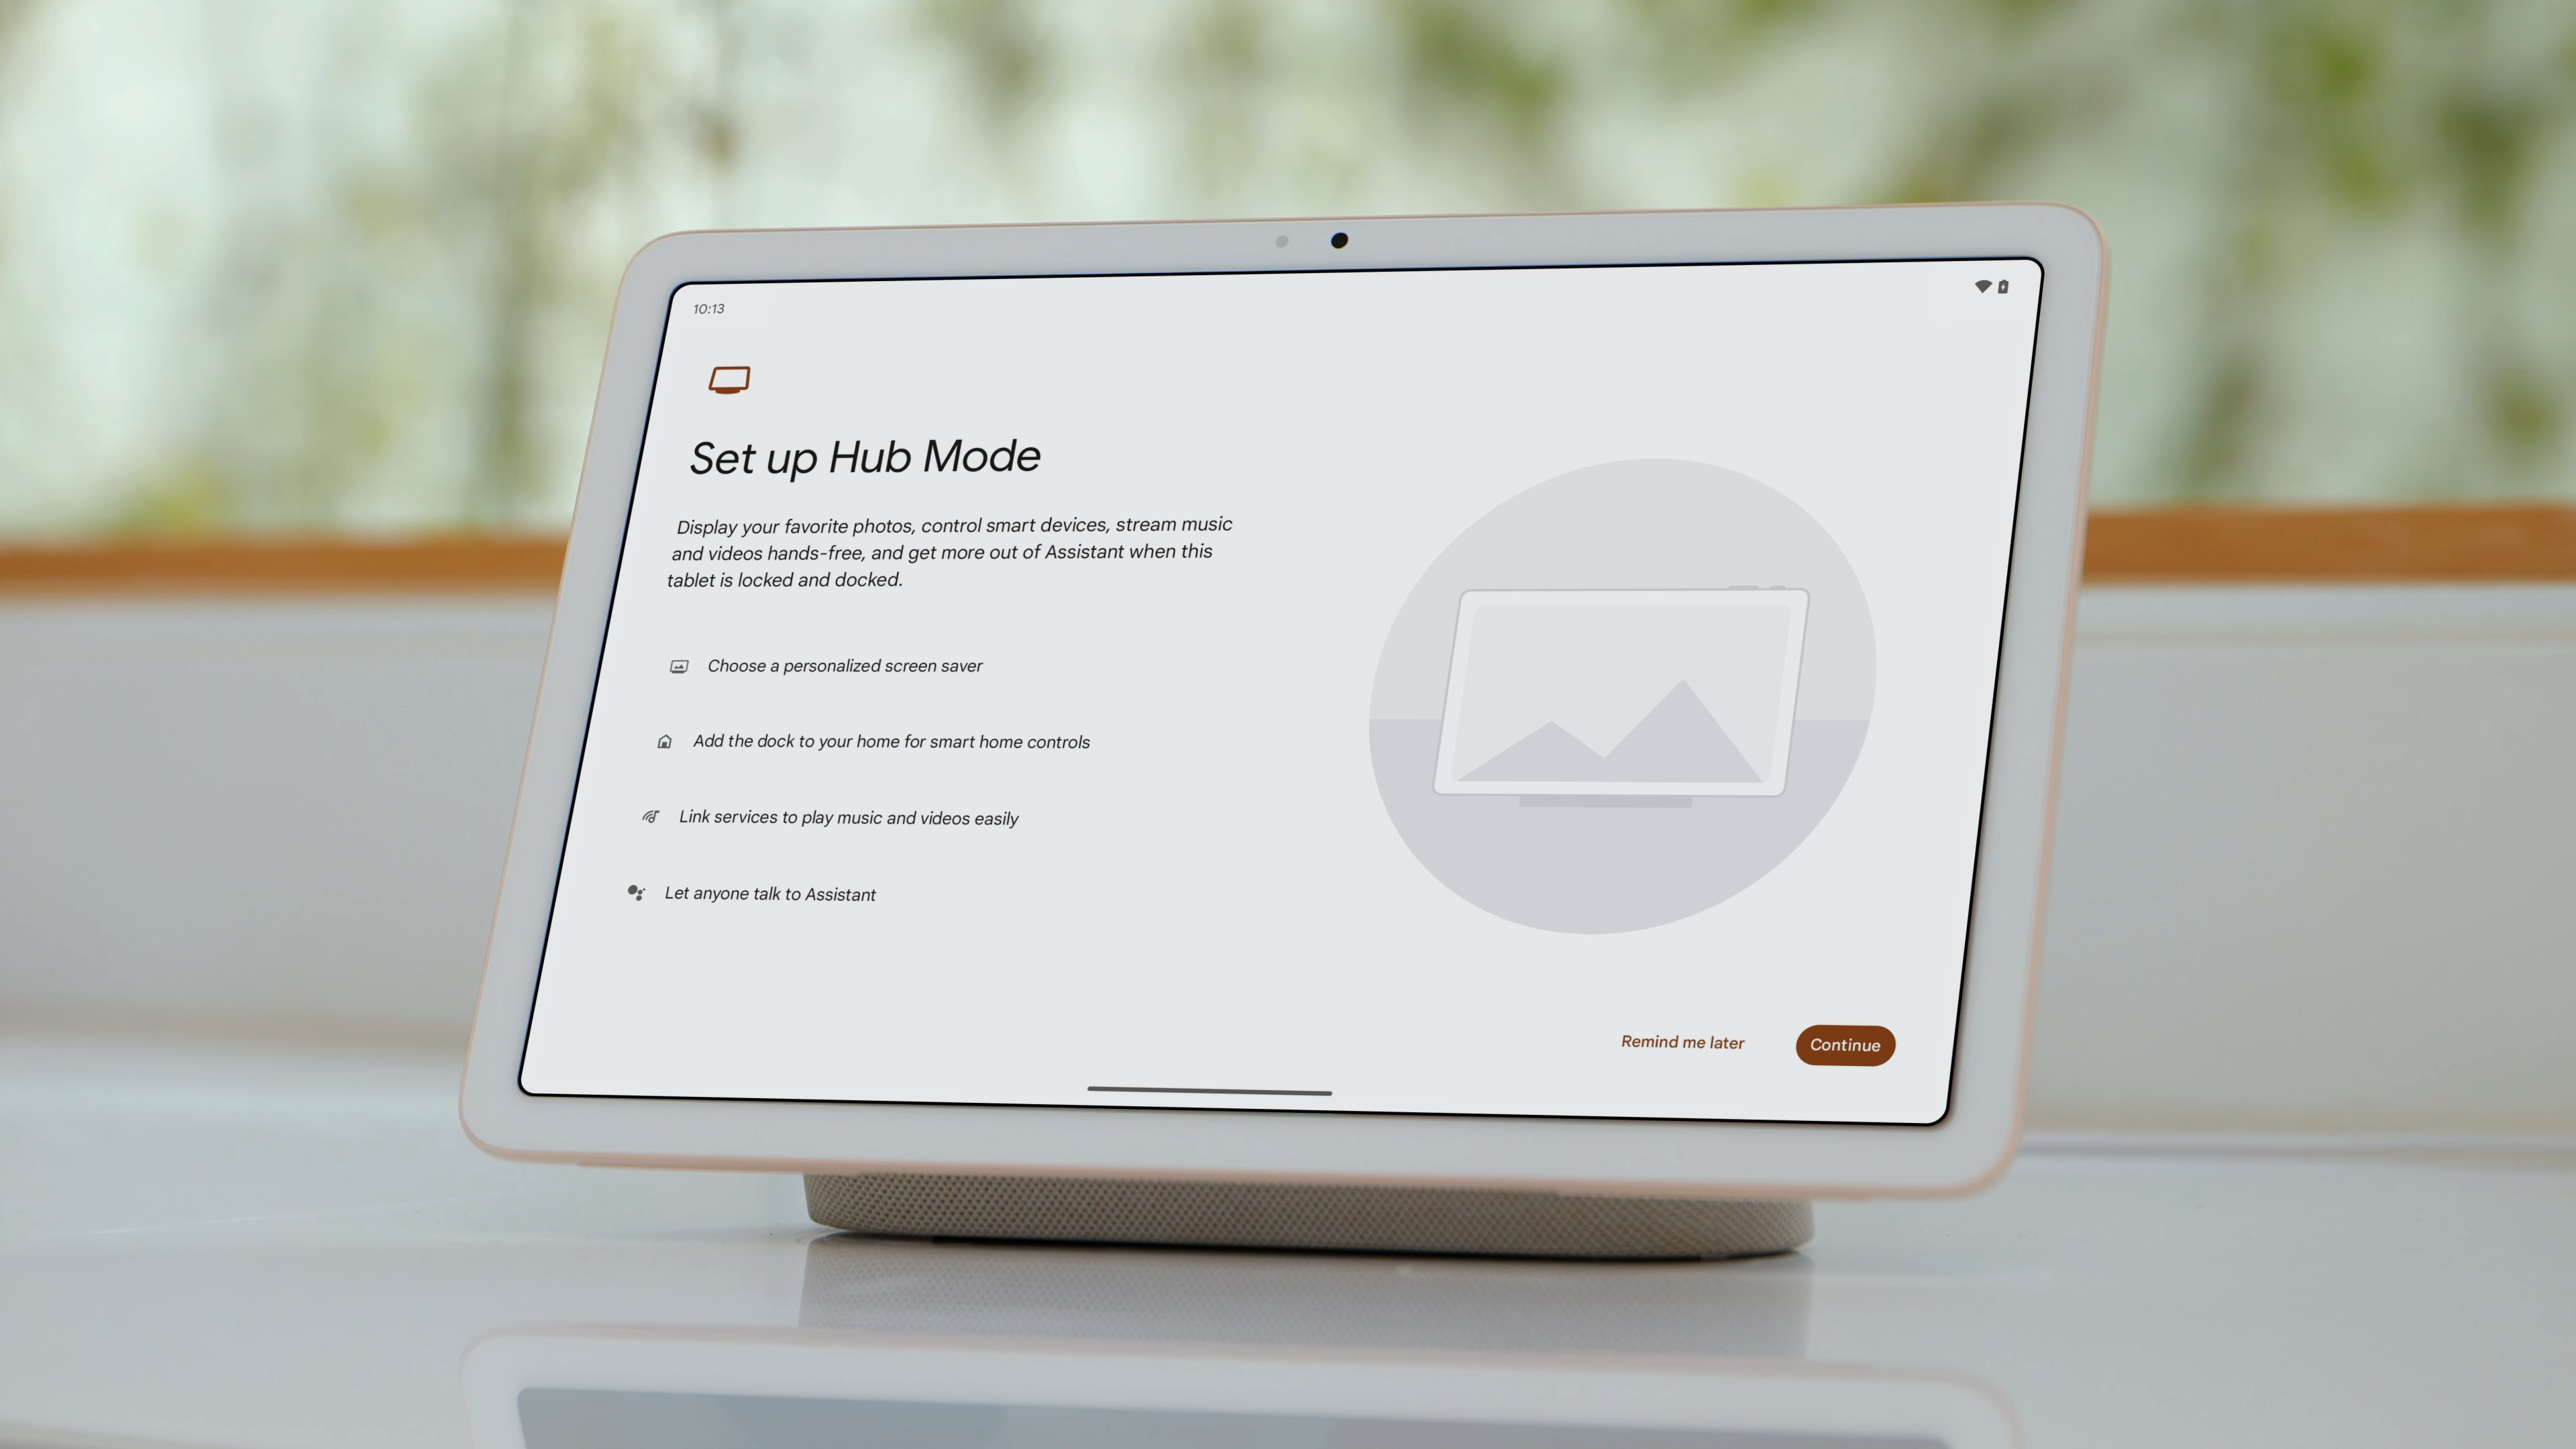 10:13
Set up Hub Mode
Display your favorite photos, control smart devices, stream music
and videos hands-free, and get more out of Assistant when this
tablet is locked and docked.
Choose a personalized screen saver
Add the dock to your home for smart home controls
Link services to play music and videos easily
Let anyone talk to Assistant
Remind me later
Continue